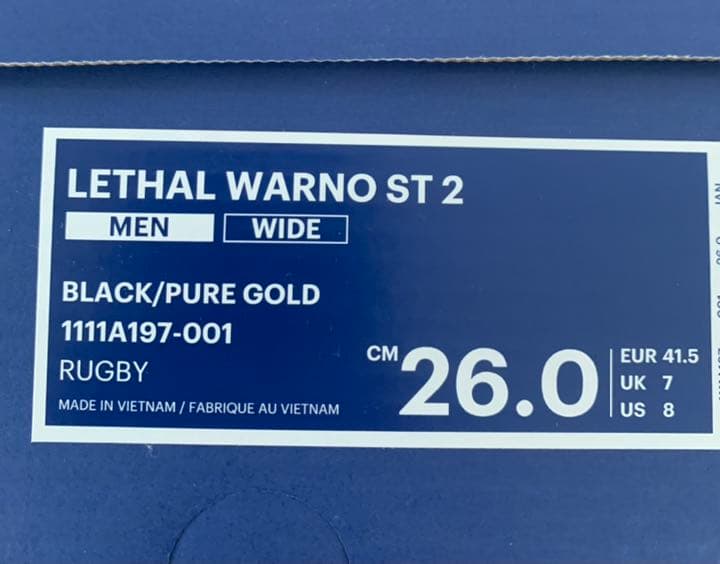 LETHAL WARNO ST 2
MEN WIDE
BLACK/PURE GOLD
1111A197-001
RUGBY
MADE IN VIETNAM / FABRIQUE AU VIETNAM
CM 26.0
EUR 41.5
UK 7
US 8
JAN